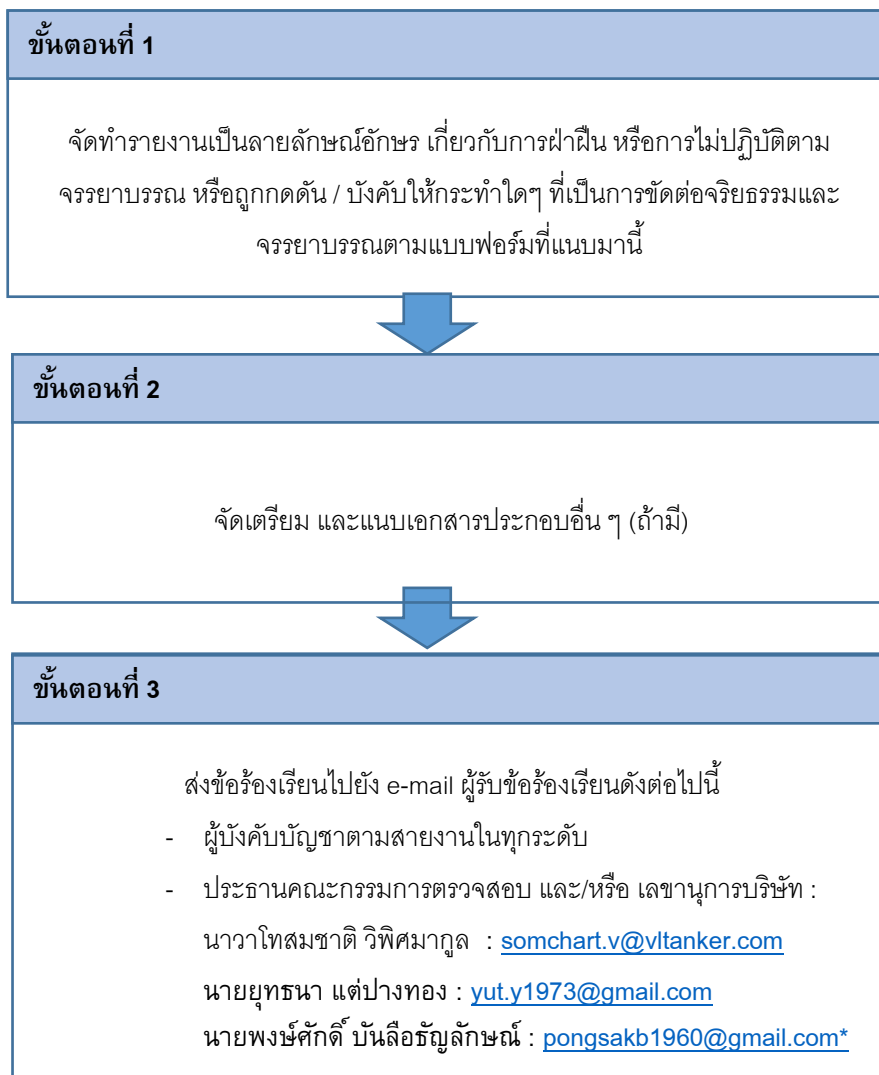 ขั้นตอนที่ 1
จัดทำรายงานเป็นลายลักษณ์อักษร เกี่ยวกับการฝ่าฝืน หรือการไม่ปฏิบัติตาม
จรรยาบรรณ หรือถูกกดดัน / บังคับให้กระทำใดๆ ที่เป็นการขัดต่อจริยธรรมและ
จรรยาบรรณตามแบบฟอร์มที่แนบมานี้
ขั้นตอนที่ 2
จัดเตรียม และแนบเอกสารประกอบอื่น ๆ (ถ้ามี)
ขั้นตอนที่ 3
ส่งข้อร้องเรียนไปยัง e-mail ผู้รับข้อร้องเรียนดังต่อไปนี้
- ผู้บังคับบัญชาตามสายงานในทุกระดับ
- ประธานคณะกรรมการตรวจสอบ และ/หรือ เลขานุการบริษัท :
นาวาโทสมชาติ วิพิศมากูล : somchart.v@vltanker.com
นายยุทธนา แต่ปางทอง : yut.y1973@gmail.com
นายพงษ์ศักดิ์ บันลือธัญลักษณ์ : pongsakb1960@gmail.com*